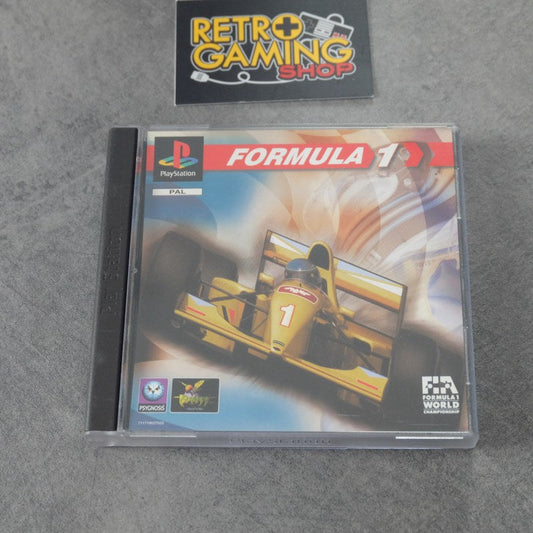 RETRO
GAMING
SHOP
PlayStation
PAL
FORMULA 1
1
PSYGNOSIS
FIA
FORMULA 1
WORLD
CHAMPIONSHIP